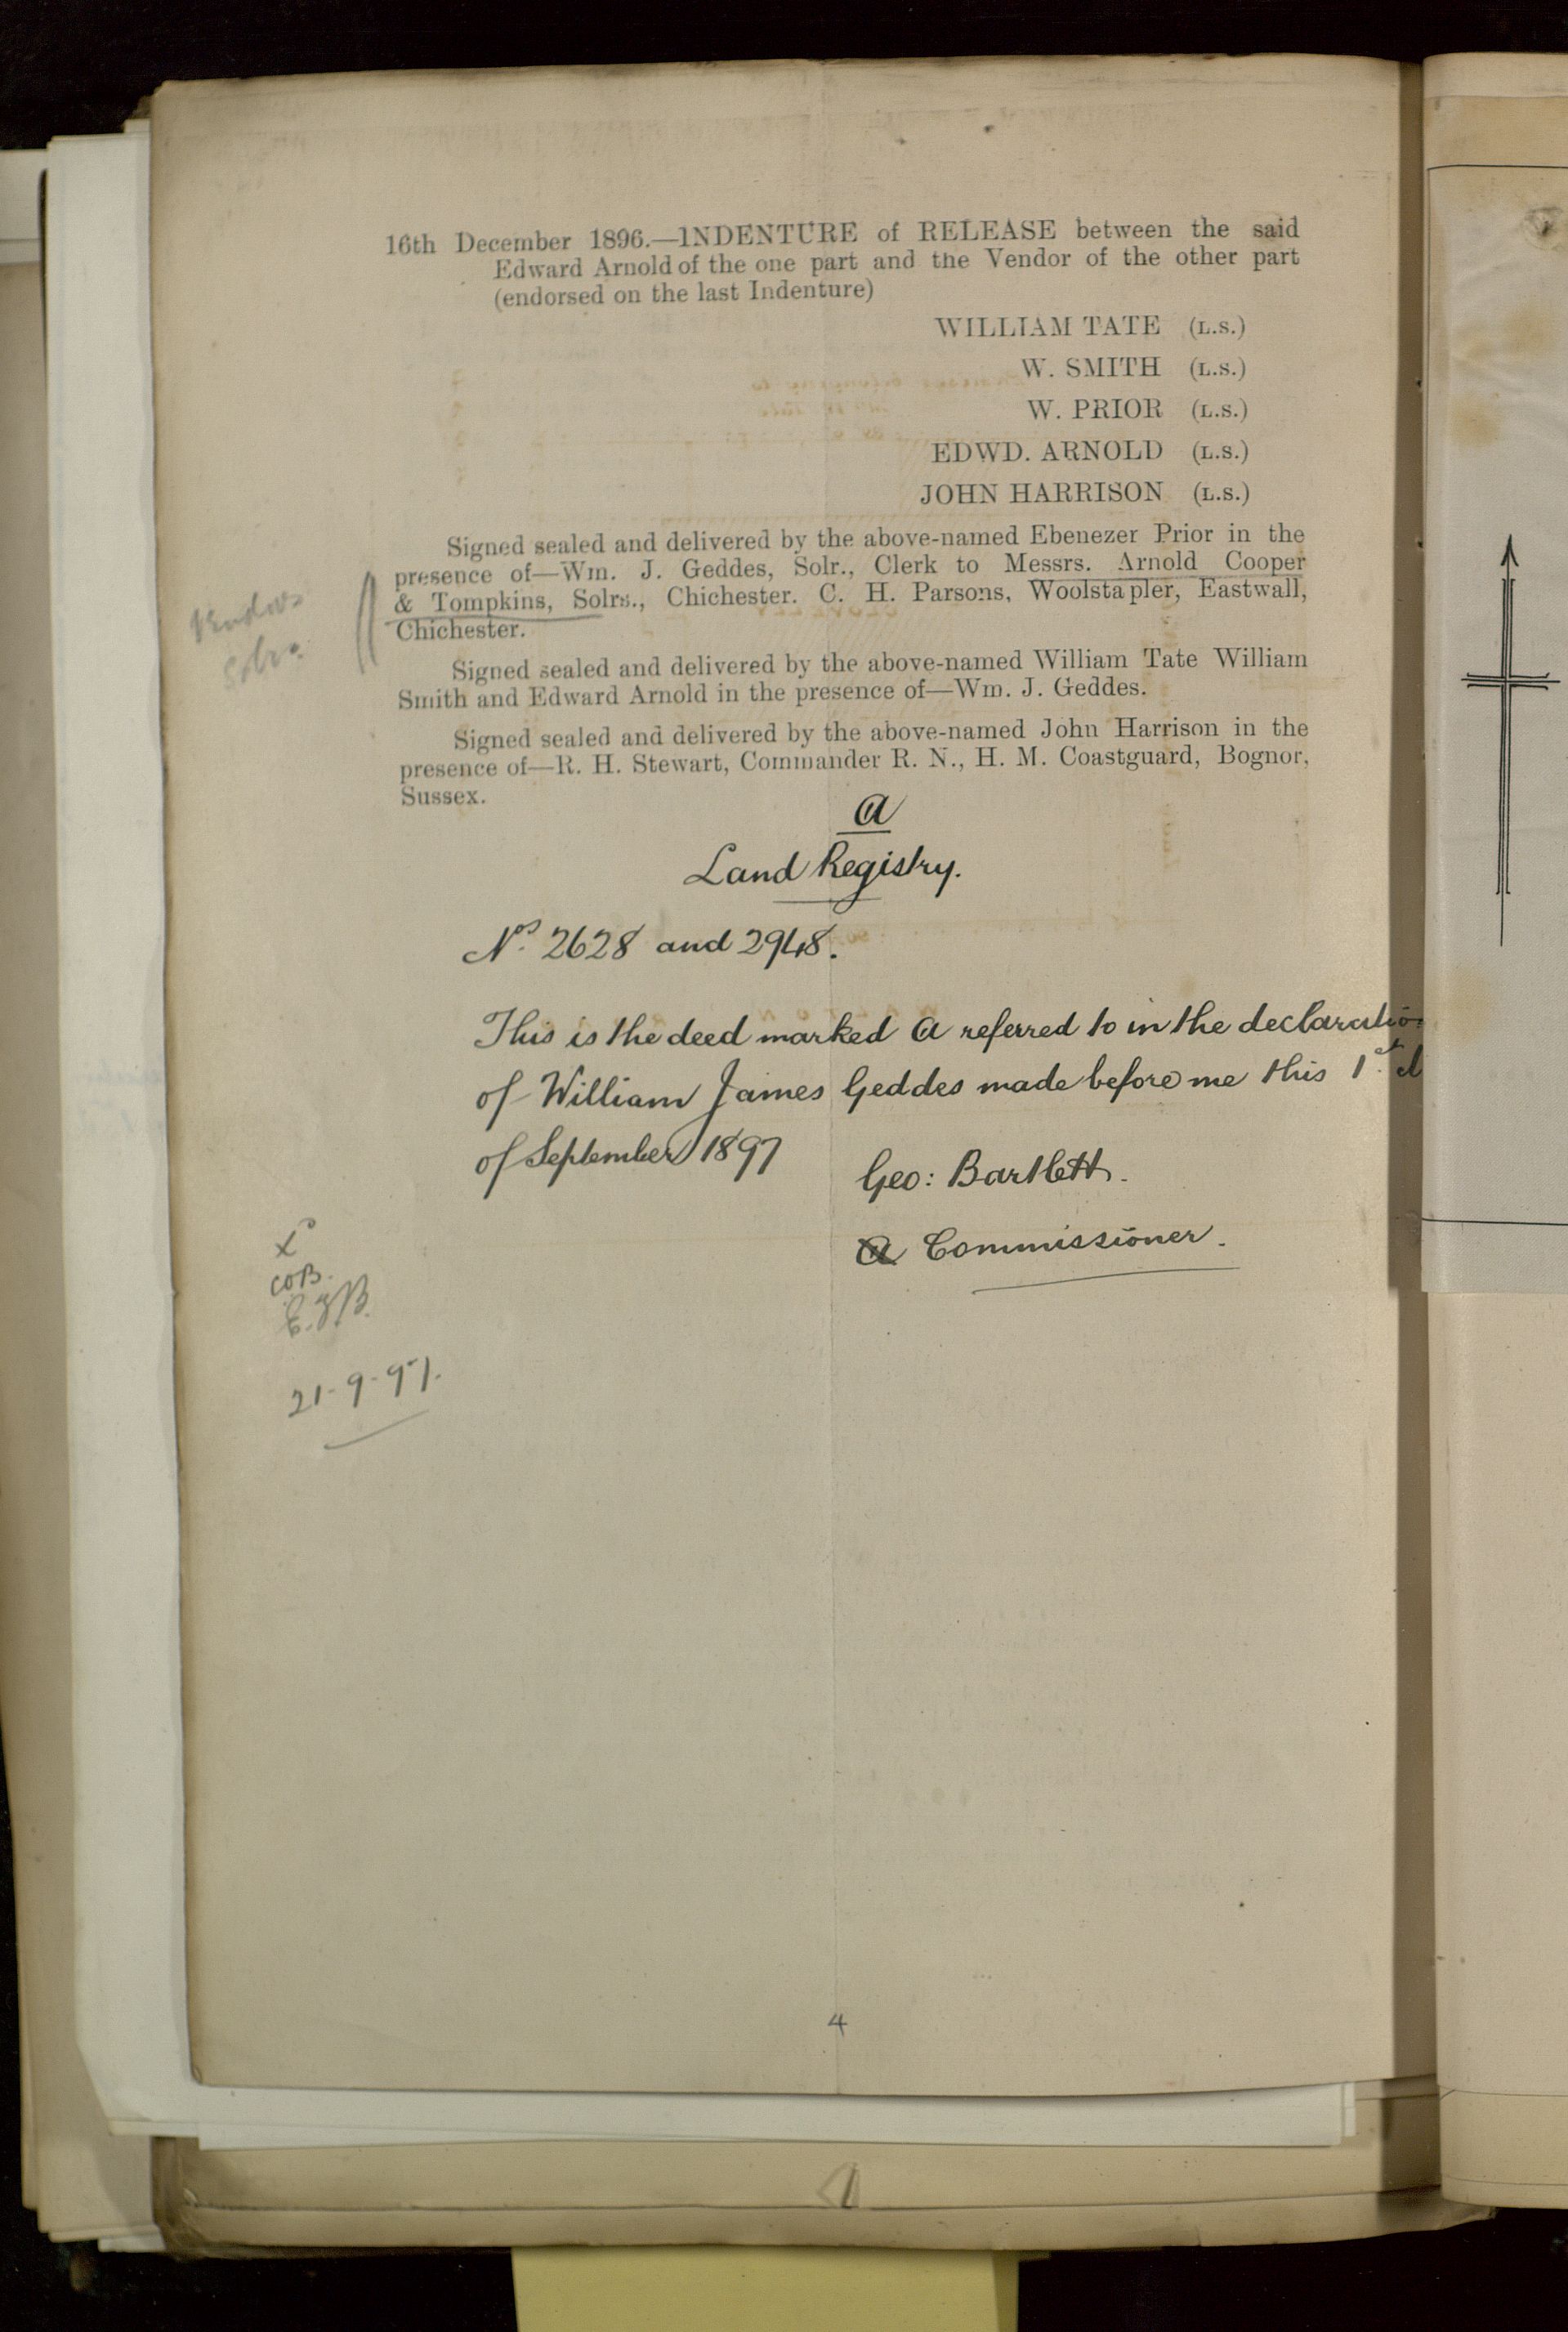 16th December 1896.—INDENTURE of RELEASE between the said
Edward Arnold of the one part and the Vendor of the other part
(endorsed on the last Indenture)
WILLIAM TATE (L.S.)
W. SMITH (L.S.)
W. PRIOR (L.S.)
EDWD. ARNOLD (L.S.)
JOHN HARRISON (L.S.)
Signed sealed and delivered by the above-named Ebenezer Prior in the
presence of—Wm. J. Geddes, Solr., Clerk to Messrs. Arnold Cooper
& Tompkins, Solrs., Chichester. C. H. Parsons, Woolstapler, Eastwall,
Chichester.
Vendors
Solrs.
Signed sealed and delivered by the above-named William Tate William
Smith and Edward Arnold in the presence of—Wm. J. Geddes.
Signed sealed and delivered by the above-named John Harrison in the
presence of—R. H. Stewart, Commander R. N., H. M. Coastguard, Bognor,
Sussex.
A
Land Registry.
Nos. 2628 and 2948.
This is the deed marked A referred to in the declaratio
of William James Geddes made before me this 1st d
of September 1897
Geo: Bartlett.
A Commissioner.
X
COB.
21-9-97.
4